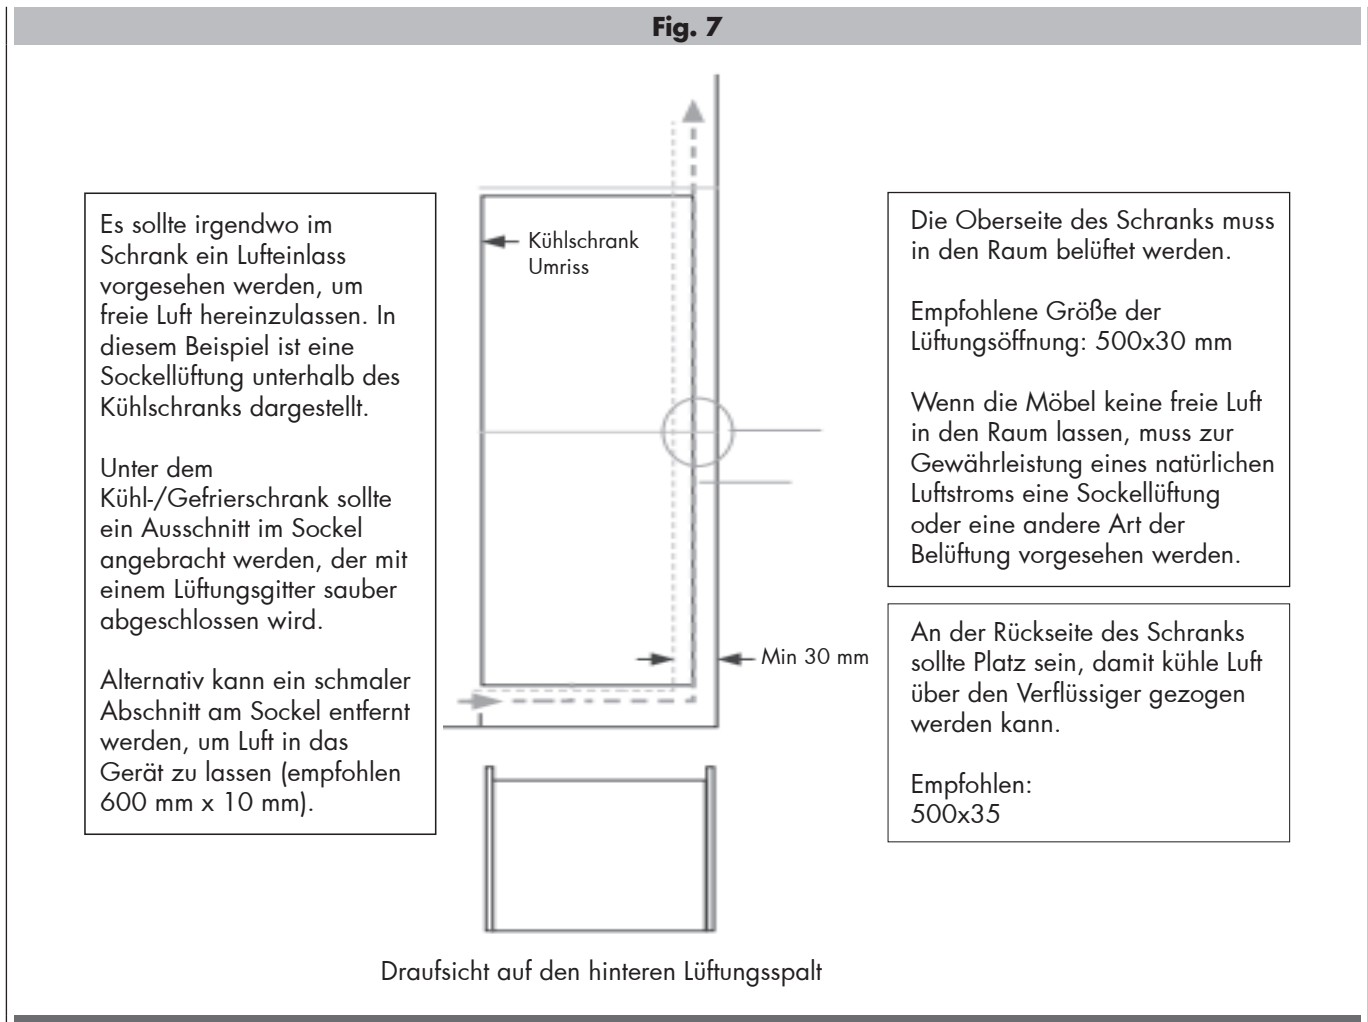 Fig. 7
Es sollte irgendwo im
Schrank ein Lufteinlass
vorgesehen werden, um
freie Luft hereinzulassen. In
diesem Beispiel ist eine
Sockellüftung unterhalb des
Kühlschranks dargestellt.
Unter dem
Kühl-/Gefrierschrank sollte
ein Ausschnitt im Sockel
angebracht werden, der mit
einem Lüftungsgitter sauber
abgeschlossen wird.
Alternativ kann ein schmaler
Abschnitt am Sockel entfernt
werden, um Luft in das
Gerät zu lassen (empfohlen
600 mm x 10 mm).
Kühlschrank
Umriss
Min 30 mm
Die Oberseite des Schranks muss
in den Raum belüftet werden.
Empfohlene Größe der
Lüftungsöffnung: 500x30 mm
Wenn die Möbel keine freie Luft
in den Raum lassen, muss zur
Gewährleistung eines natürlichen
Luftstroms eine Sockellüftung
oder eine andere Art der
Belüftung vorgesehen werden.
An der Rückseite des Schranks
sollte Platz sein, damit kühle Luft
über den Verflüssiger gezogen
werden kann.
Empfohlen:
500x35
Draufsicht auf den hinteren Lüftungsspalt